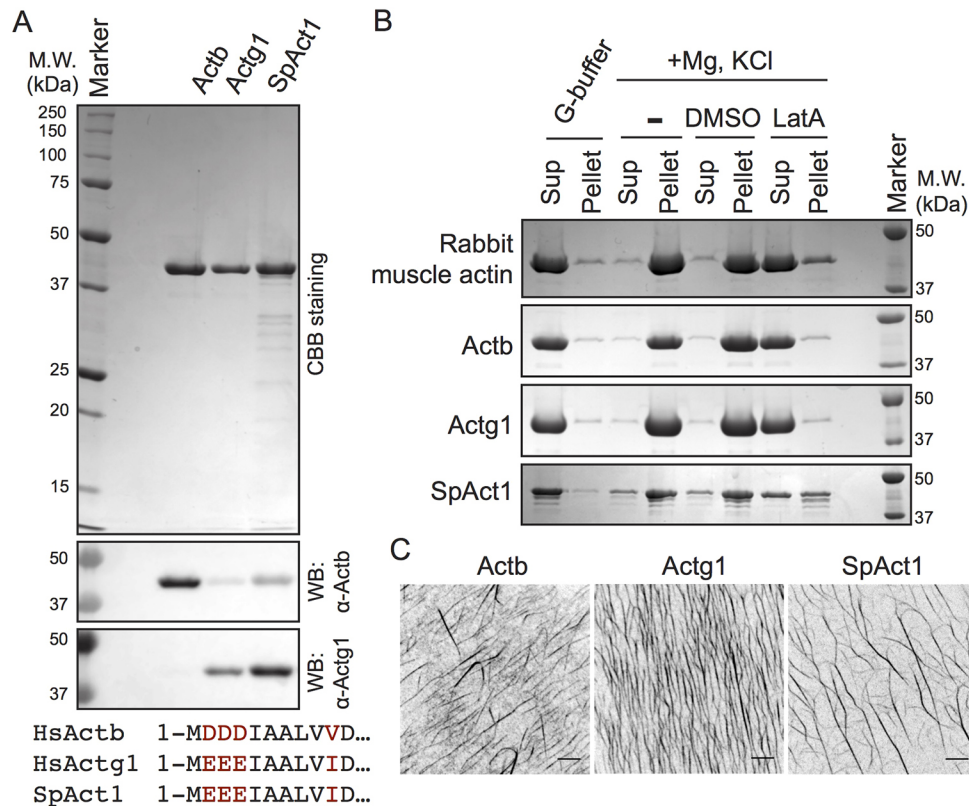 A
M.W.
(kDa)
Marker
Actb
Actg1
SpAct1
250
150
100
75
50
37
25
20
15
CBB staining
50
37
WB:
α-Actb
50
37
WB:
α-Actg1
HsActb 1-MDDDIAALVVD…
HsActg1 1-MEEEIAALVID…
SpAct1 1-MEEEIAALVID…
B
G-buffer
+Mg, KCl
-
DMSO
LatA
Sup
Pellet
Sup
Pellet
Sup
Pellet
Sup
Pellet
Marker
M.W.
(kDa)
Rabbit
muscle actin
50
37
Actb
50
37
Actg1
50
37
SpAct1
50
37
C
Actb
Actg1
SpAct1